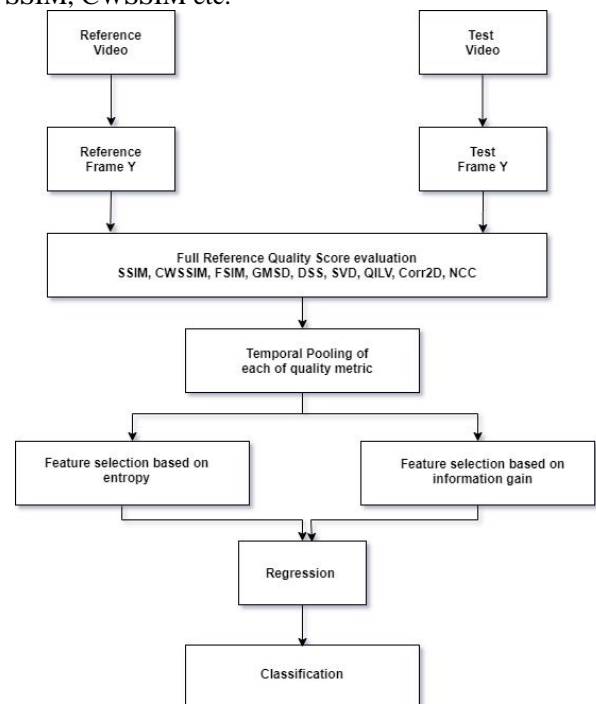 SSIM, CWSSIM etc.
Reference
Video
Test
Video
Reference
Frame Y
Test
Frame Y
Full Reference Quality Score evaluation
SSIM, CWSSIM, FSIM, GMSD, DSS, SVD, QILV, Corr2D, NCC
Temporal Pooling of
each of quality metric
Feature selection based on
entropy
Feature selection based on
information gain
Regression
Classification